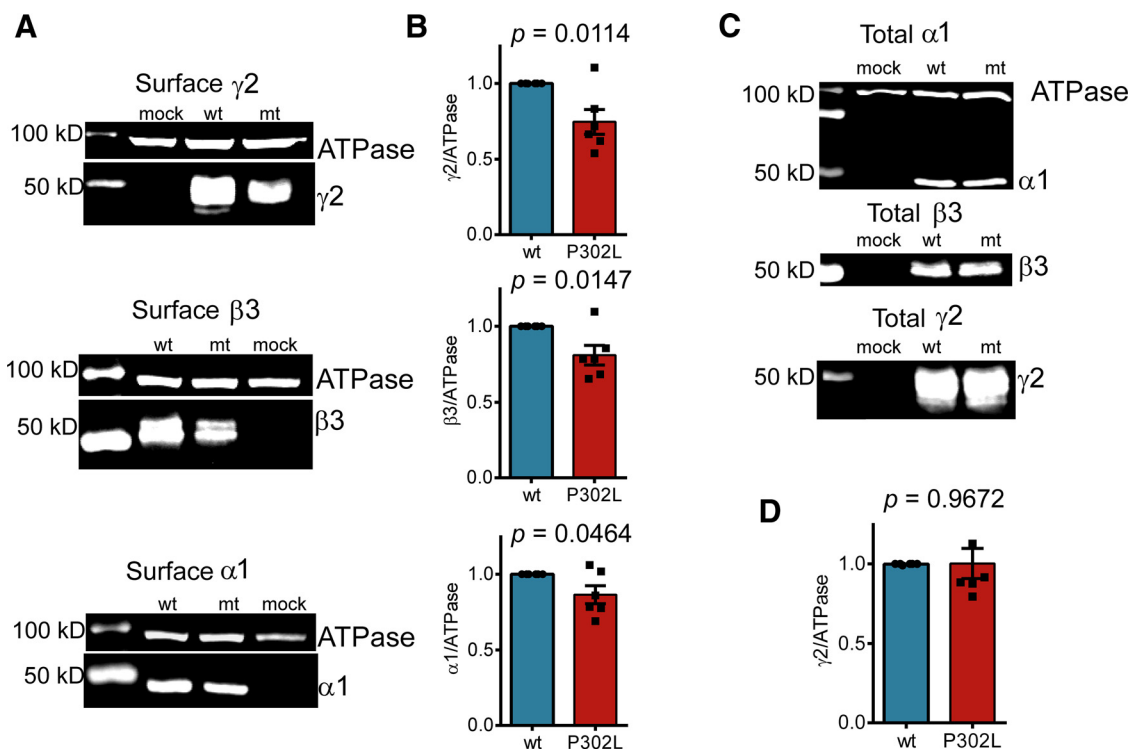 A
Surface γ2
mock wt mt
100 kD
ATPase
50 kD
γ2
Surface β3
wt mt mock
100 kD
ATPase
50 kD
β3
Surface α1
wt mt mock
100 kD
ATPase
50 kD
α1
B
p = 0.0114
γ2/ATPase
1.0
0.5
0.0
wt P302L
p = 0.0147
β3/ATPase
1.0
0.5
0.0
wt P302L
p = 0.0464
α1/ATPase
1.0
0.5
0.0
wt P302L
C
Total α1
mock wt mt
100 kD
ATPase
50 kD
α1
Total β3
mock wt mt
50 kD
β3
Total γ2
mock wt mt
50 kD
γ2
D
p = 0.9672
γ2/ATPase
1.0
0.5
0.0
wt P302L